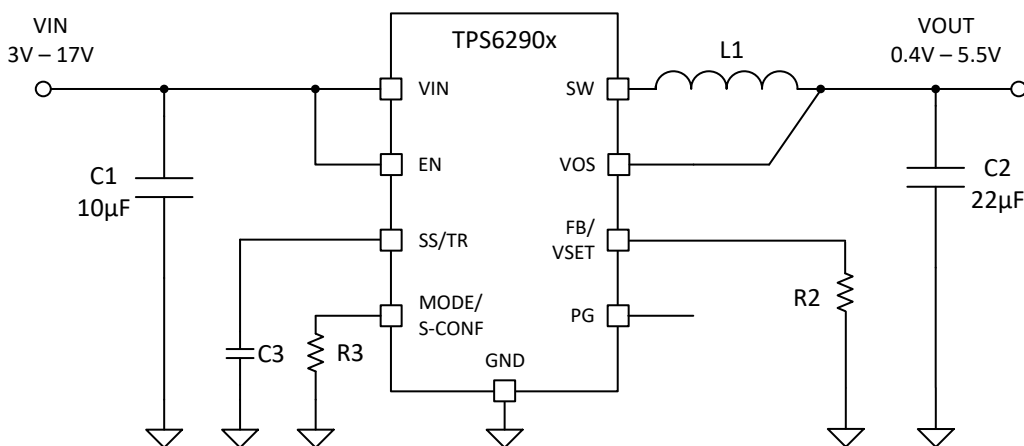 VIN
3V – 17V
TPS6290x
VOUT
0.4V – 5.5V
L1
VIN
SW
EN
VOS
C1
10µF
C2
22µF
SS/TR
FB/
VSET
R2
MODE/
S-CONF
PG
C3
R3
GND